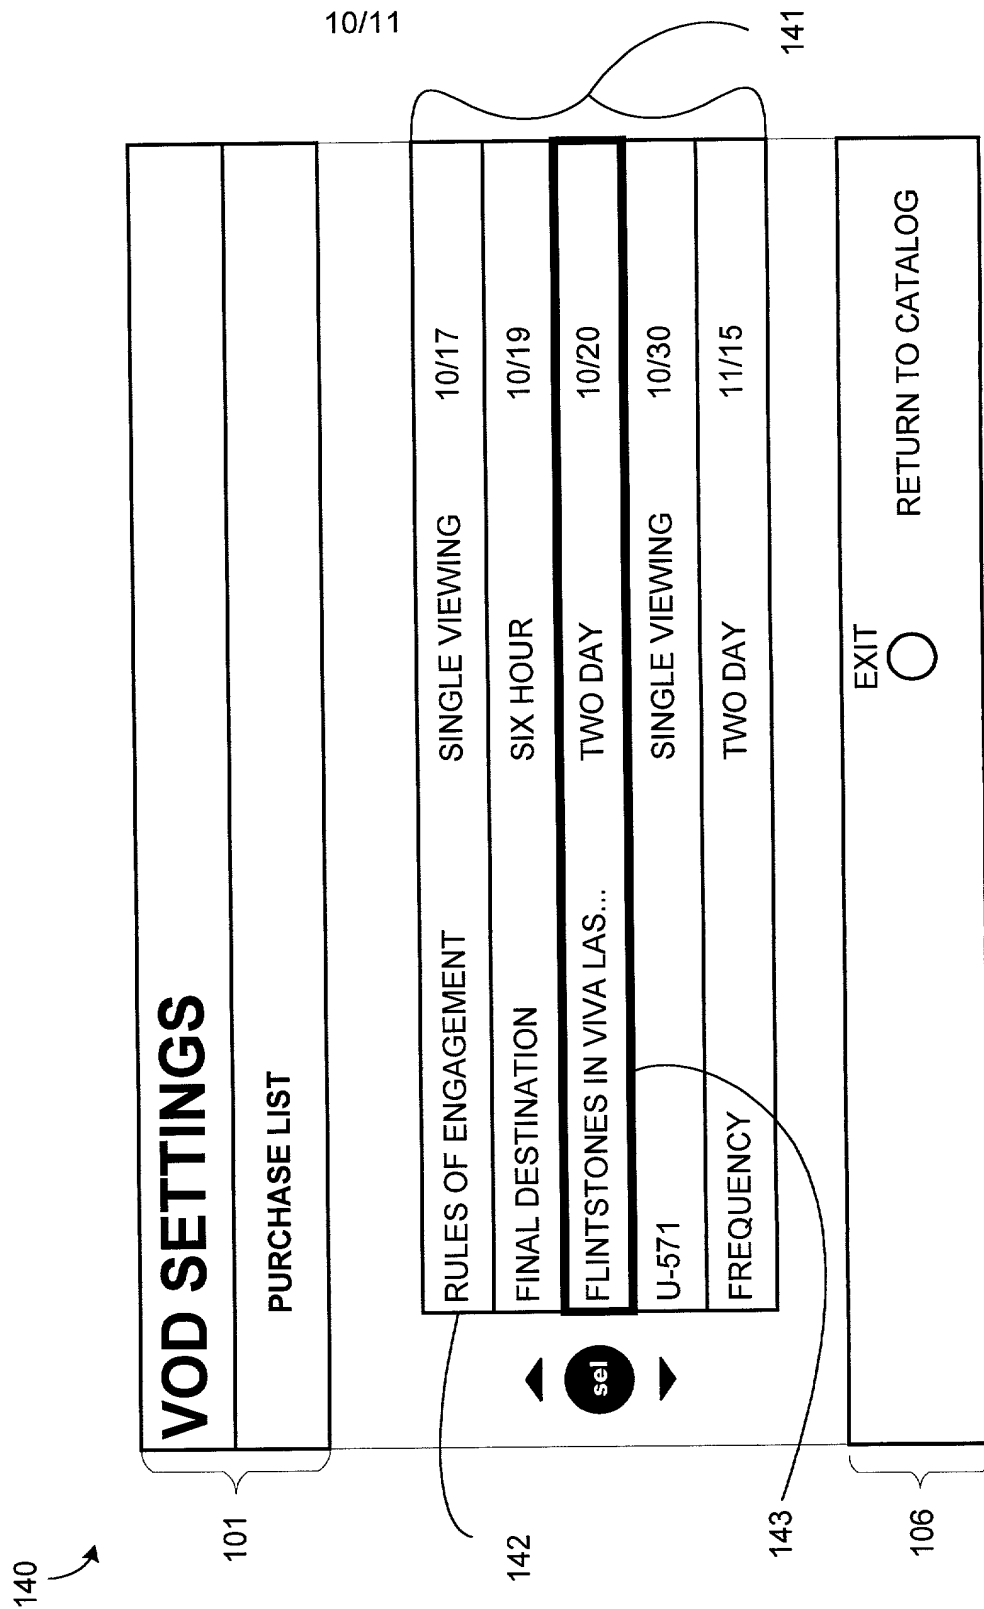 10/11
140
101
VOD SETTINGS
PURCHASE LIST
142
141
RULES OF ENGAGEMENT SINGLE VIEWING 10/17
FINAL DESTINATION SIX HOUR 10/19
sel FLINTSTONES IN VIVA LAS... TWO DAY 10/20
U-571 SINGLE VIEWING 10/30
FREQUENCY TWO DAY 11/15
143
106
EXIT
RETURN TO CATALOG